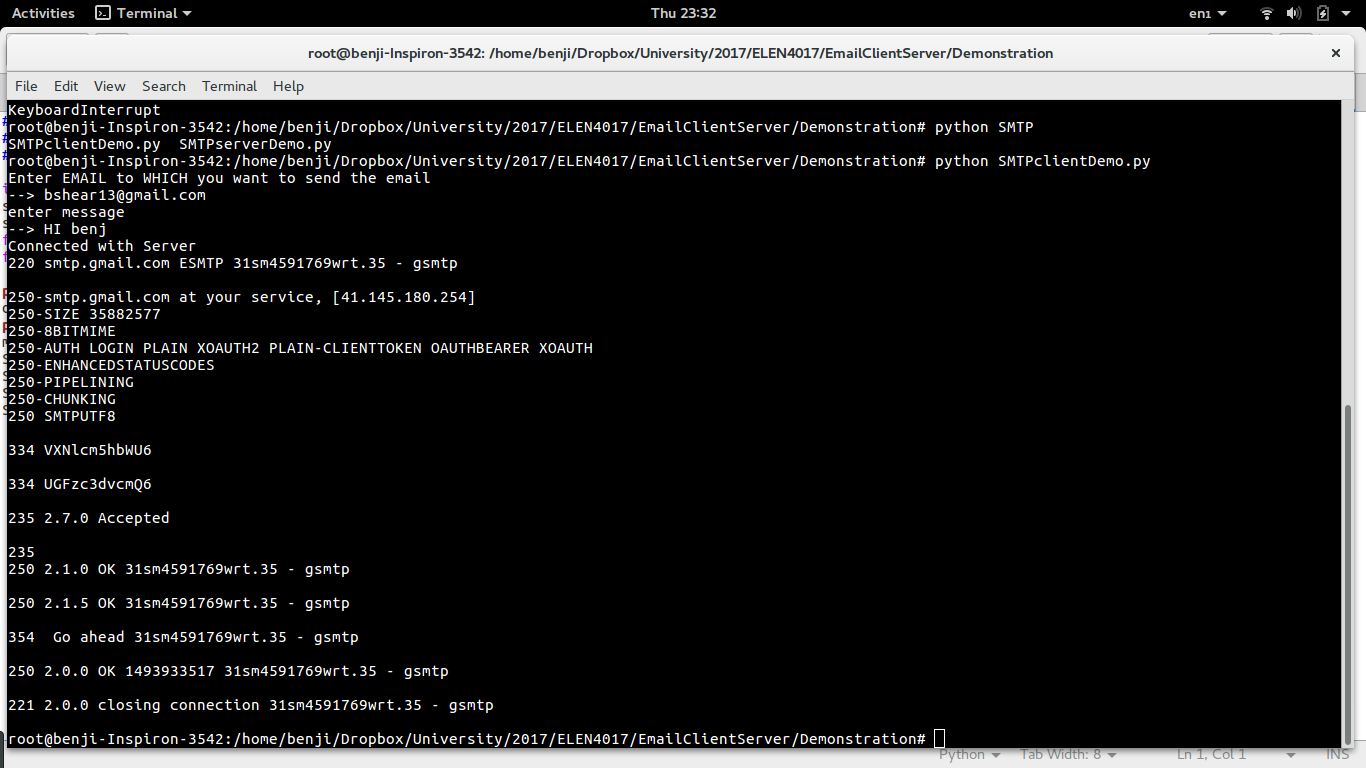 Activities Terminal Thu 23:32 en1
root@benji-Inspiron-3542: /home/benji/Dropbox/University/2017/ELEN4017/EmailClientServer/Demonstration
File Edit View Search Terminal Help
KeyboardInterrupt
root@benji-Inspiron-3542:/home/benji/Dropbox/University/2017/ELEN4017/EmailClientServer/Demonstration# python SMTP
SMTPclientDemo.py  SMTPserverDemo.py
root@benji-Inspiron-3542:/home/benji/Dropbox/University/2017/ELEN4017/EmailClientServer/Demonstration# python SMTPclientDemo.py
Enter EMAIL to WHICH you want to send the email
--> bshear13@gmail.com
enter message
--> HI benj
Connected with Server
220 smtp.gmail.com ESMTP 31sm4591769wrt.35 - gsmtp
250-smtp.gmail.com at your service, [41.145.180.254]
250-SIZE 35882577
250-8BITMIME
250-AUTH LOGIN PLAIN XOAUTH2 PLAIN-CLIENTTOKEN OAUTHBEARER XOAUTH
250-ENHANCEDSTATUSCODES
250-PIPELINING
250-CHUNKING
250 SMTPUTF8
334 VXNlcm5hbWU6
334 UGFzc3dvcmQ6
235 2.7.0 Accepted
235
250 2.1.0 OK 31sm4591769wrt.35 - gsmtp
250 2.1.5 OK 31sm4591769wrt.35 - gsmtp
354  Go ahead 31sm4591769wrt.35 - gsmtp
250 2.0.0 OK 1493933517 31sm4591769wrt.35 - gsmtp
221 2.0.0 closing connection 31sm4591769wrt.35 - gsmtp
root@benji-Inspiron-3542:/home/benji/Dropbox/University/2017/ELEN4017/EmailClientServer/Demonstration#
Python Tab Width: 8 Ln 1, Col 1 INS